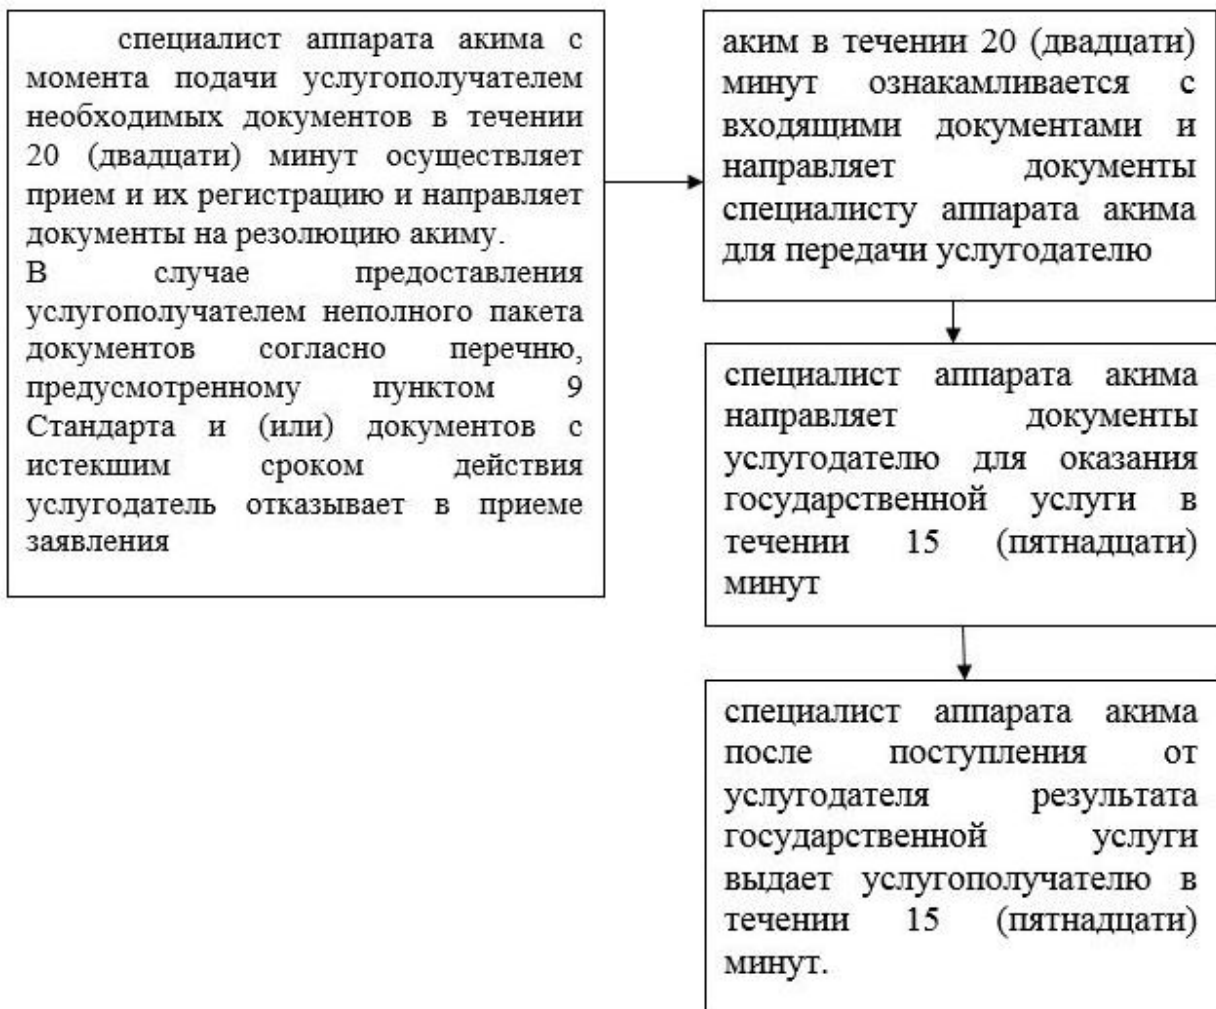 специалист аппарата акима с
момента подачи услугополучателем
необходимых документов в течении
20 (двадцати) минут осуществляет
прием и их регистрацию и направляет
документы на резолюцию акиму.
В случае предоставления
услугополучателем неполного пакета
документов согласно перечню,
предусмотренному пунктом 9
Стандарта и (или) документов с
истекшим сроком действия
услугодатель отказывает в приеме
заявления
аким в течении 20 (двадцати)
минут ознакамливается с
входящими документами и
направляет документы
специалисту аппарата акима
для передачи услугодателю
специалист аппарата акима
направляет документы
услугодателю для оказания
государственной услуги в
течении 15 (пятнадцати)
минут
специалист аппарата акима
после поступления от
услугодателя результата
государственной услуги
выдает услугополучателю в
течении 15 (пятнадцати)
минут.